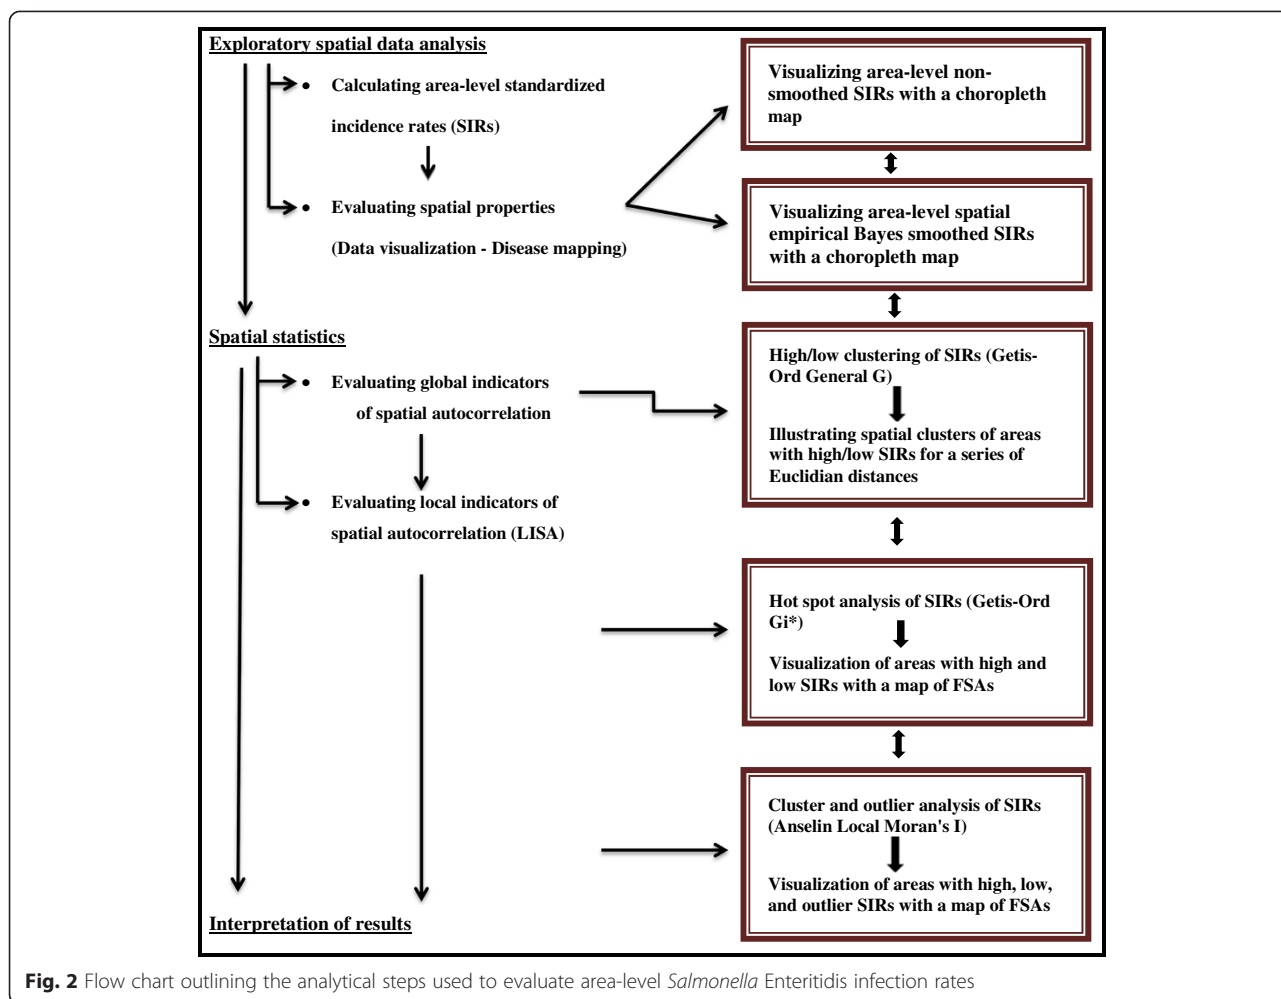 Exploratory spatial data analysis
• Calculating area-level standardized
incidence rates (SIRs)
• Evaluating spatial properties
(Data visualization - Disease mapping)
Visualizing area-level non-
smoothed SIRs with a choropleth
map
Visualizing area-level spatial
empirical Bayes smoothed SIRs
with a choropleth map
Spatial statistics
• Evaluating global indicators
of spatial autocorrelation
• Evaluating local indicators of
spatial autocorrelation (LISA)
High/low clustering of SIRs (Getis-
Ord General G)
Illustrating spatial clusters of areas
with high/low SIRs for a series of
Euclidian distances
Hot spot analysis of SIRs (Getis-Ord
Gi*)
Visualization of areas with high and
low SIRs with a map of FSAs
Cluster and outlier analysis of SIRs
(Anselin Local Moran's I)
Visualization of areas with high, low,
and outlier SIRs with a map of FSAs
Interpretation of results
Fig. 2 Flow chart outlining the analytical steps used to evaluate area-level Salmonella Enteritidis infection rates